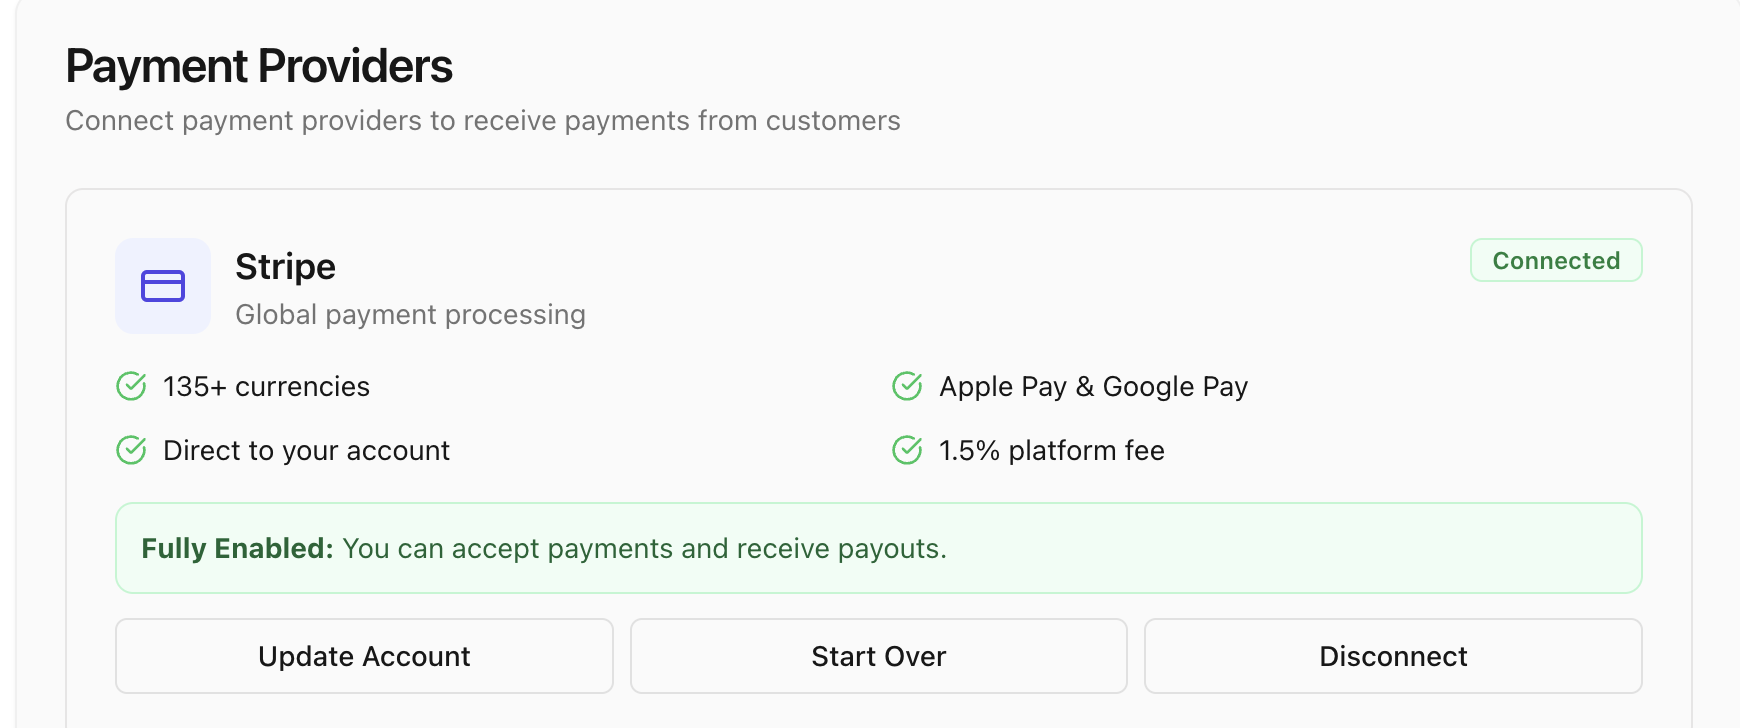 Payment Providers
Connect payment providers to receive payments from customers
Stripe
Connected
Global payment processing
135+ currencies
Apple Pay & Google Pay
Direct to your account
1.5% platform fee
Fully Enabled: You can accept payments and receive payouts.
Update Account
Start Over
Disconnect